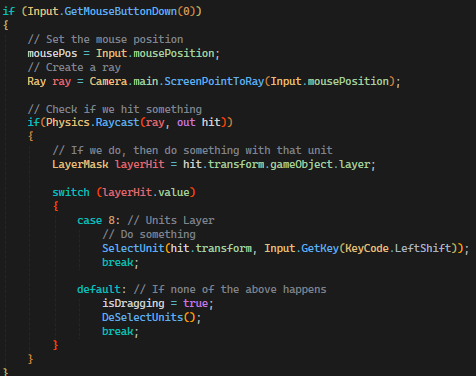 if (Input.GetMouseButtonDown(0))
{
// Set the mouse position
mousePos = Input.mousePosition;
// Create a ray
Ray ray = Camera.main.ScreenPointToRay(Input.mousePosition);
// Check if we hit something
if(Physics.Raycast(ray, out hit))
{
// If we do, then do something with that unit
LayerMask layerHit = hit.transform.gameObject.layer;
switch (layerHit.value)
{
case 8: // Units Layer
// Do something
SelectUnit(hit.transform, Input.GetKey(KeyCode.LeftShift));
break;
default: // If none of the above happens
isDragging = true;
DeSelectUnits();
break;
}
}
}